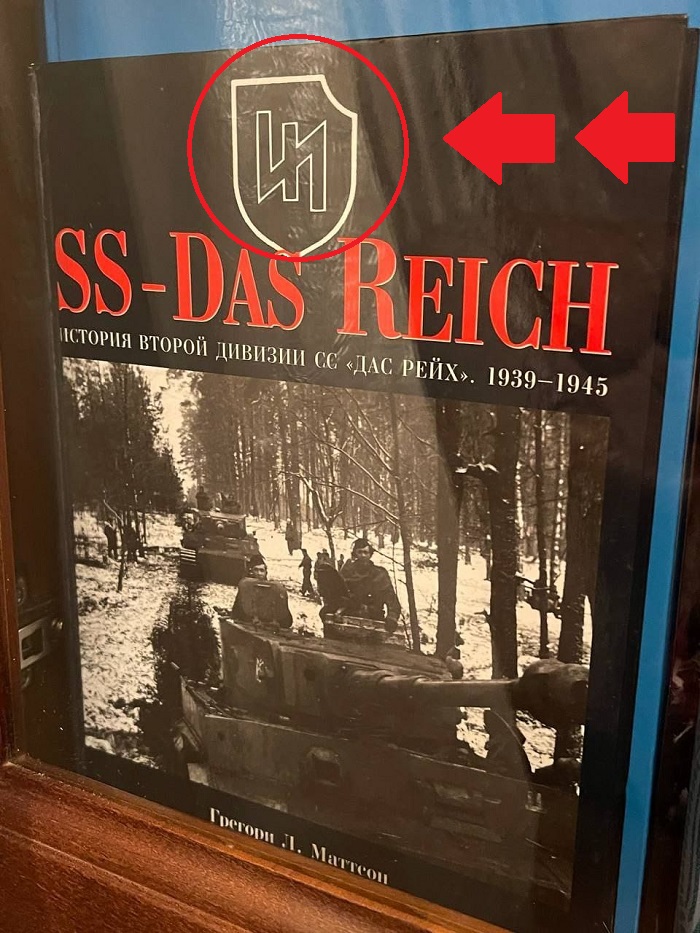 SS-DAS REICH
ИСТОРИЯ ВТОРОЙ ДИВИЗИИ СС «ДАС РЕЙХ». 1939–1945
Грегори Л. Маттсон